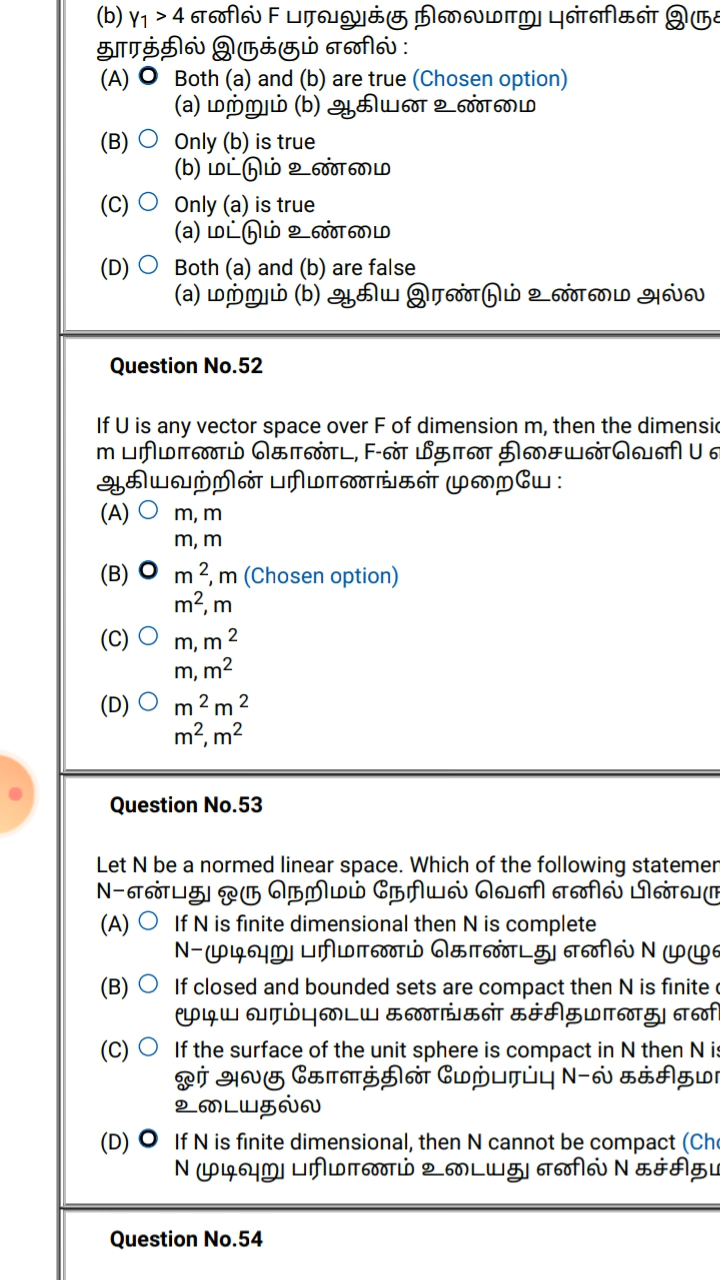 (b) γ₁ > 4 எனில் F பரவலுக்கு நிலைமாறு புள்ளிகள்
தூரத்தில் இருக்கும் எனில் :
(A) Both (a) and (b) are true (Chosen option)
(a) மற்றும் (b) ஆகியன உண்மை
(B) Only (b) is true
(b) மட்டும் உண்மை
(C) Only (a) is true
(a) மட்டும் உண்மை
(D) Both (a) and (b) are false
(a) மற்றும் (b) ஆகிய இரண்டும் உண்மை அல்ல
Question No.52
If U is any vector space over F of dimension m, then the
m பரிமாணம் கொண்ட, F-ன் மீதான திசையன்வெளி U
ஆகியவற்றின் பரிமாணங்கள் முறையே :
(A) m, m
m, m
(B) m ², m (Chosen option)
m², m
(C) m, m ²
m, m²
(D) m ² m ²
m², m²
Question No.53
Let N be a normed linear space. Which of the following
N–என்பது ஒரு நெறிமம் நேரியல் வெளி எனில்
(A) If N is finite dimensional then N is complete
N–முடிவுறு பரிமாணம் கொண்டது எனில் N
(B) If closed and bounded sets are compact then N is finite
மூடிய வரம்புடைய கணங்கள் கச்சிதமானது
(C) If the surface of the unit sphere is compact in N then N
ஓர் அலகு கோளத்தின் மேற்பரப்பு N–ல்
உடையதல்ல
(D) If N is finite dimensional, then N cannot be compact
N முடிவுறு பரிமாணம் உடையது எனில் N
Question No.54